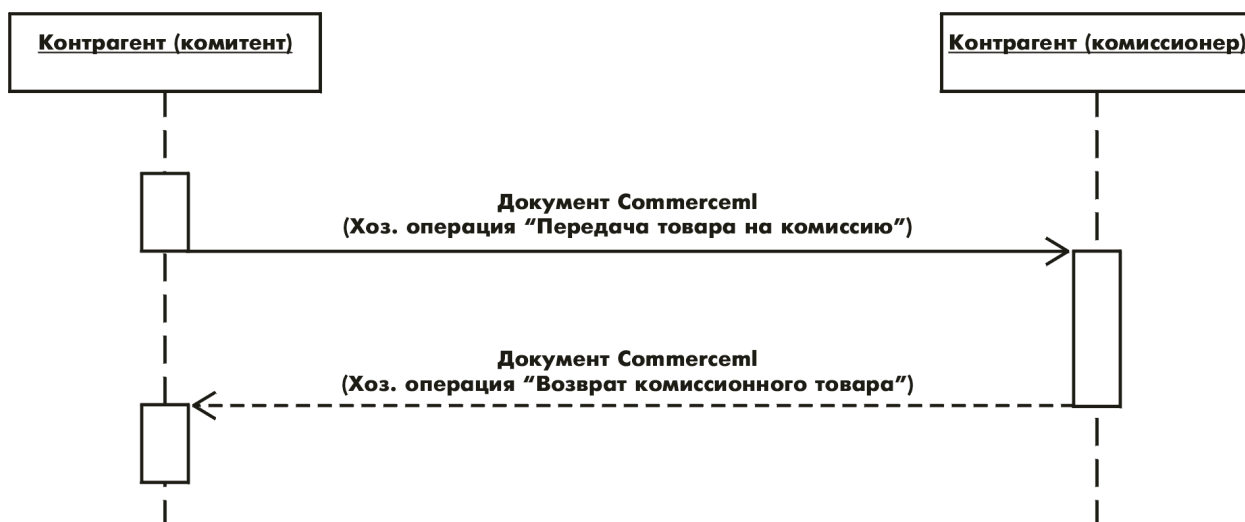 Контрагент (комитент)
Контрагент (комиссионер)
Документ Commerceml
(Хоз. операция “Передача товара на комиссию”)
Документ Commerceml
(Хоз. операция “Возврат комиссионного товара”)